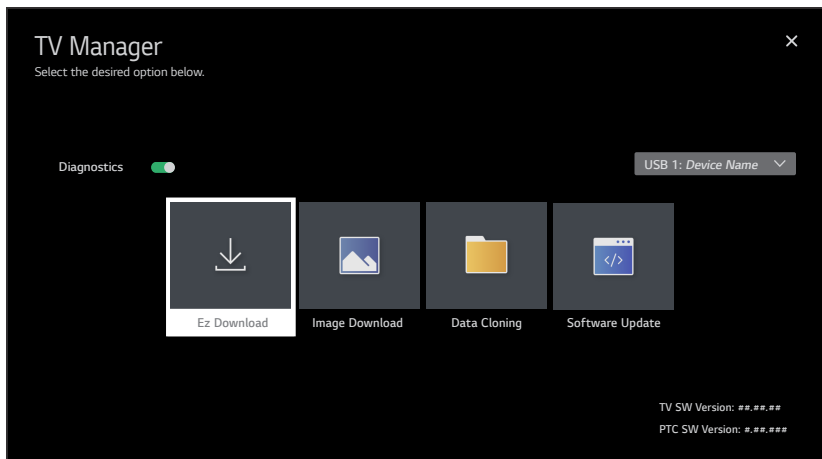 TV Manager
Select the desired option below.
Diagnostics
USB 1: Device Name
Ez Download
Image Download
Data Cloning
Software Update
TV SW Version: ##.##.##
PTC SW Version: #.##.###